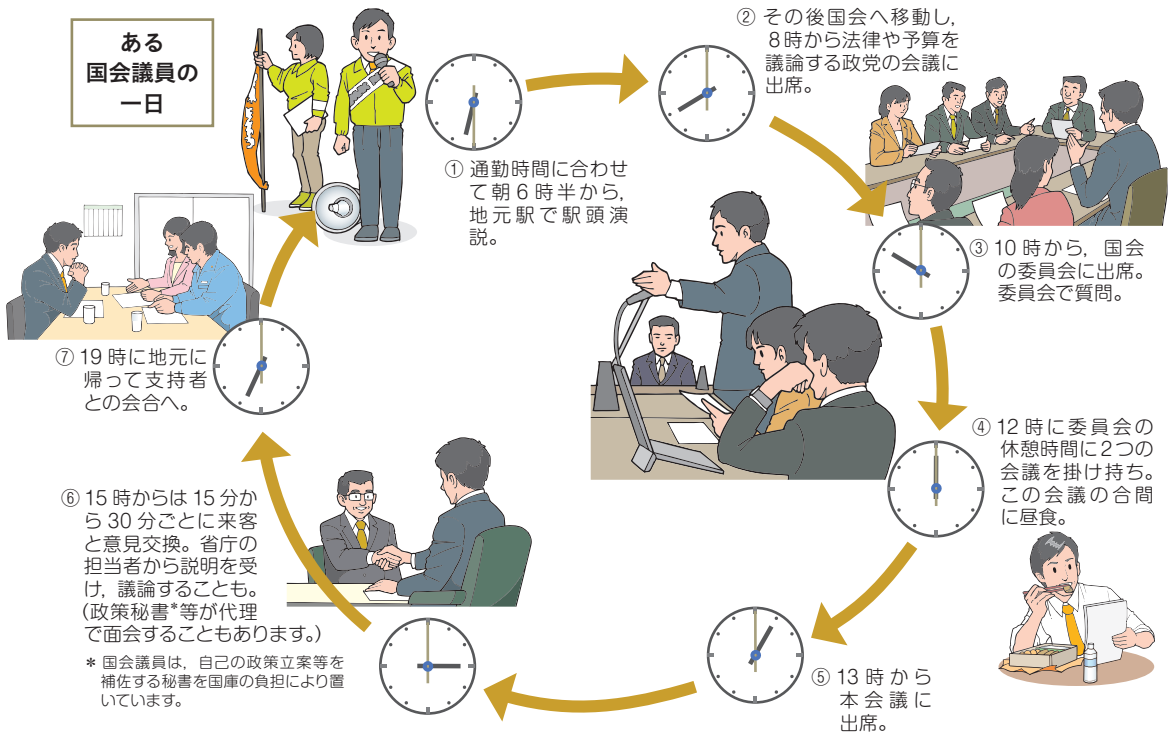 ある
国会議員の
一日
① 通勤時間に合わせ
て朝6時半から，
地元駅で駅頭演
説。
② その後国会へ移動し，
8時から法律や予算を
議論する政党の会議に
出席。
③ 10時から，国会
の委員会に出席。
委員会で質問。
④ 12時に委員会の
休憩時間に2つの
会議を掛け持ち。
この会議の合間
に昼食。
⑤ 13時から
本会議に
出席。
⑥ 15時からは15分か
ら30分ごとに来客
と意見交換。省庁の
担当者から説明を受
け，議論することも。
(政策秘書*等が代理
で面会することもあります。)
* 国会議員は，自己の政策立案等を
補佐する秘書を国庫の負担により置
いています。
⑦ 19時に地元に
帰って支持者
との会合へ。